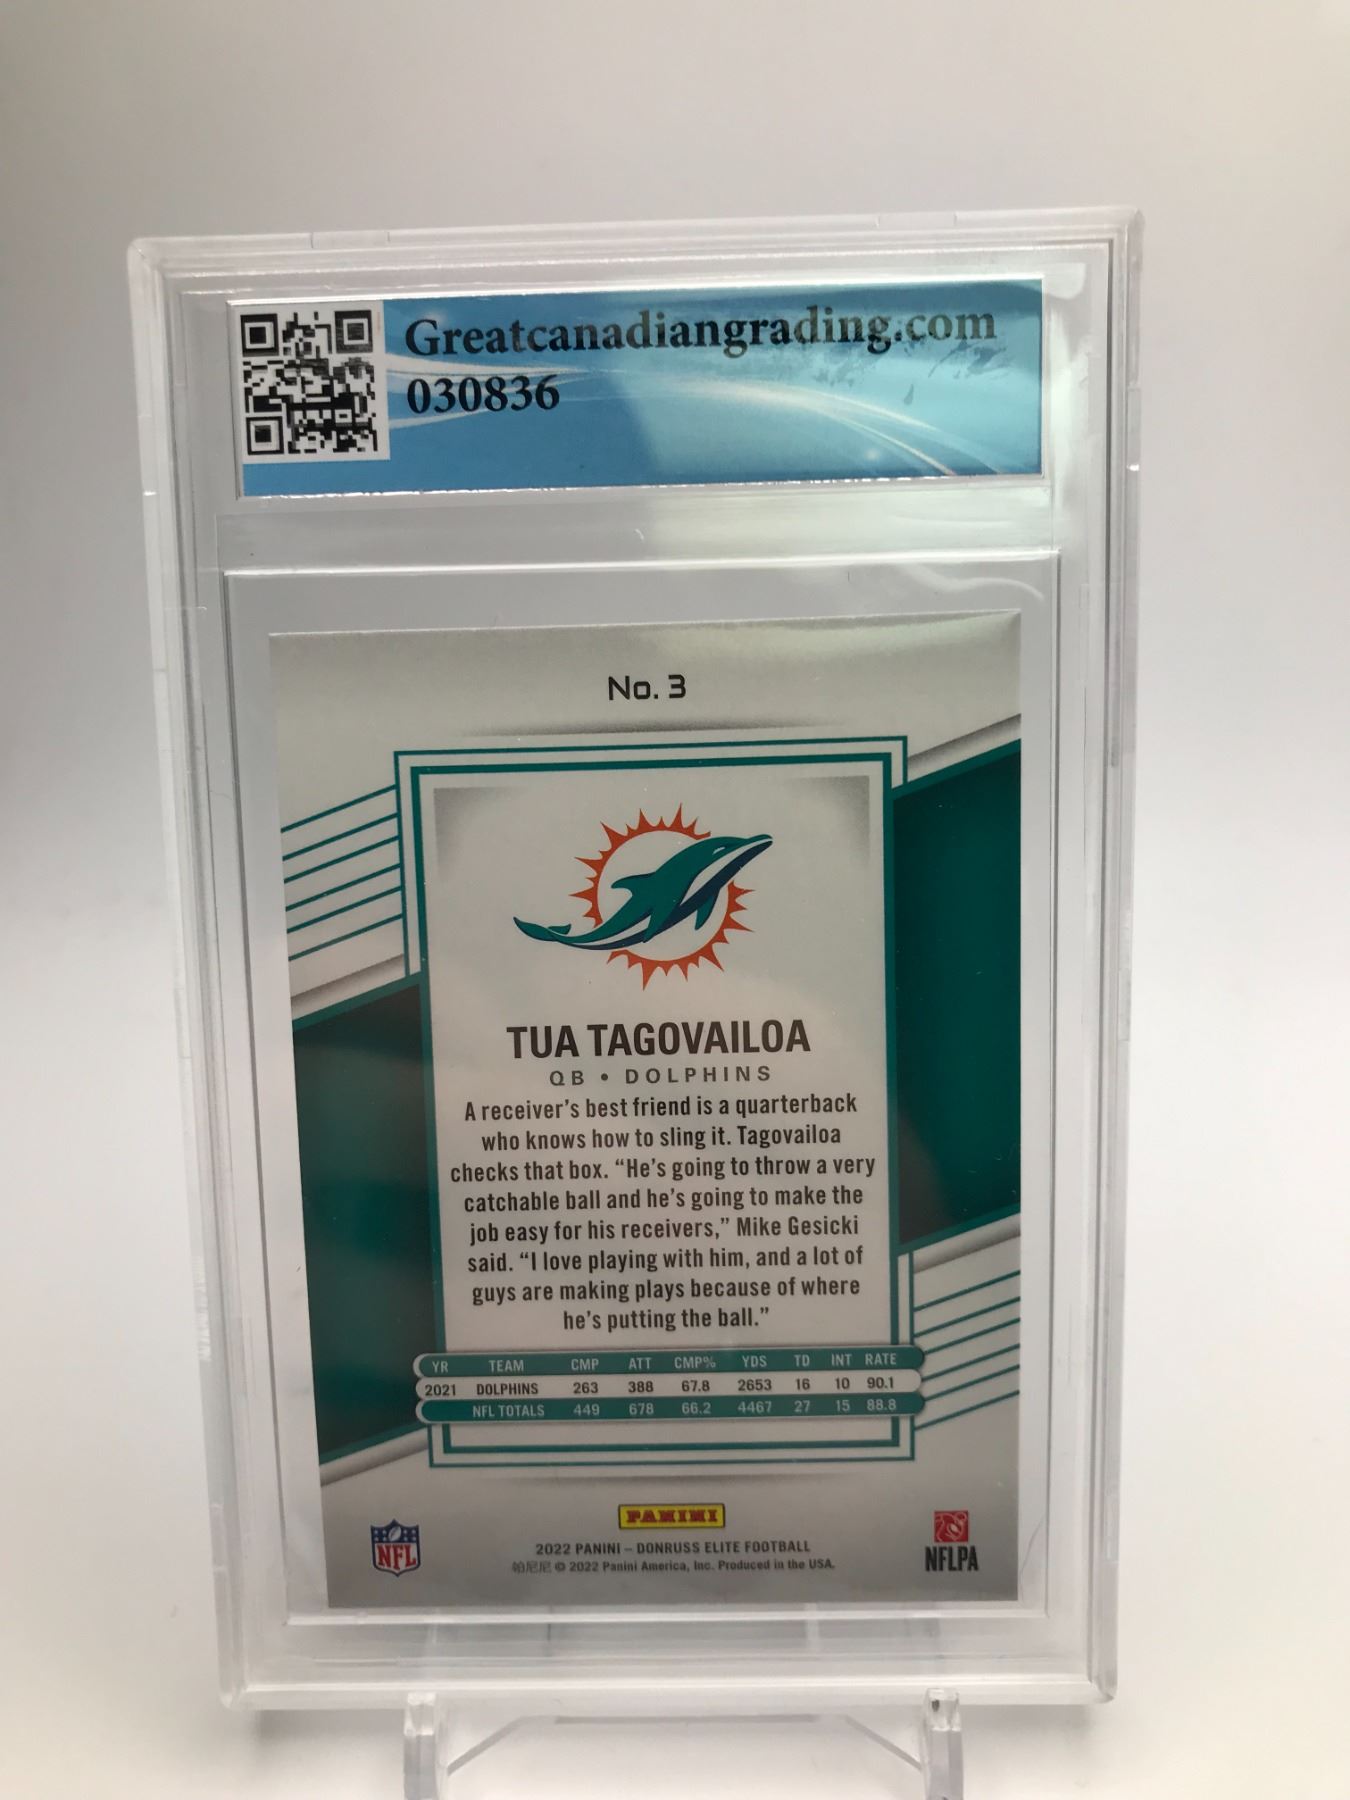 Greatcanadiangrading.com
030836
No. 3
TUA TAGOVAILOA
QB • DOLPHINS
A receiver's best friend is a quarterback
who knows how to sling it. Tagovailoa
checks that box. “He's going to throw a very
catchable ball and he's going to make the
job easy for his receivers,” Mike Gesicki
said. “I love playing with him, and a lot of
guys are making plays because of where
he's putting the ball.”
YR TEAM CMP ATT CMP% YDS TD INT RATE
2021 DOLPHINS 263 388 67.8 2653 16 10 90.1
NFL TOTALS 449 678 66.2 4467 27 15 88.8
PANINI
2022 PANINI – DONRUSS ELITE FOOTBALL
帕尼尼 © 2022 Panini America, Inc. Produced in the USA.
NFL
NFLPA